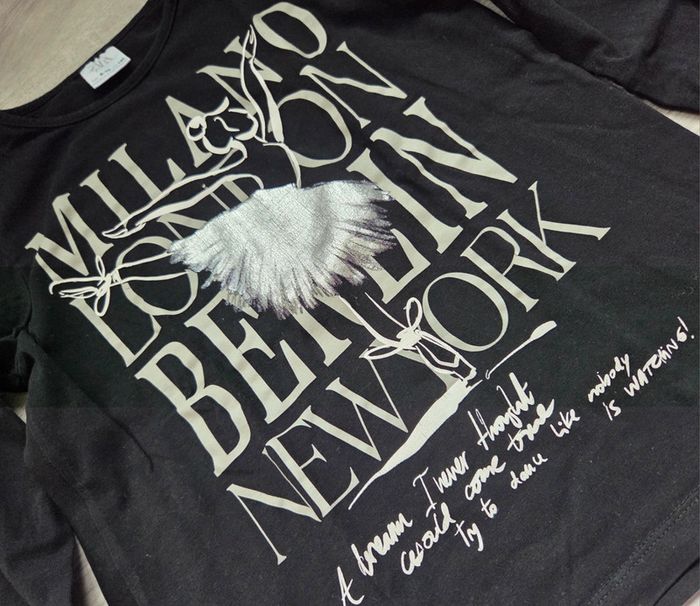 MILANO
LONDON
BERLIN
NEW YORK
A dream I never thought
could come true
Try to dance like nobody
IS WATCHING!